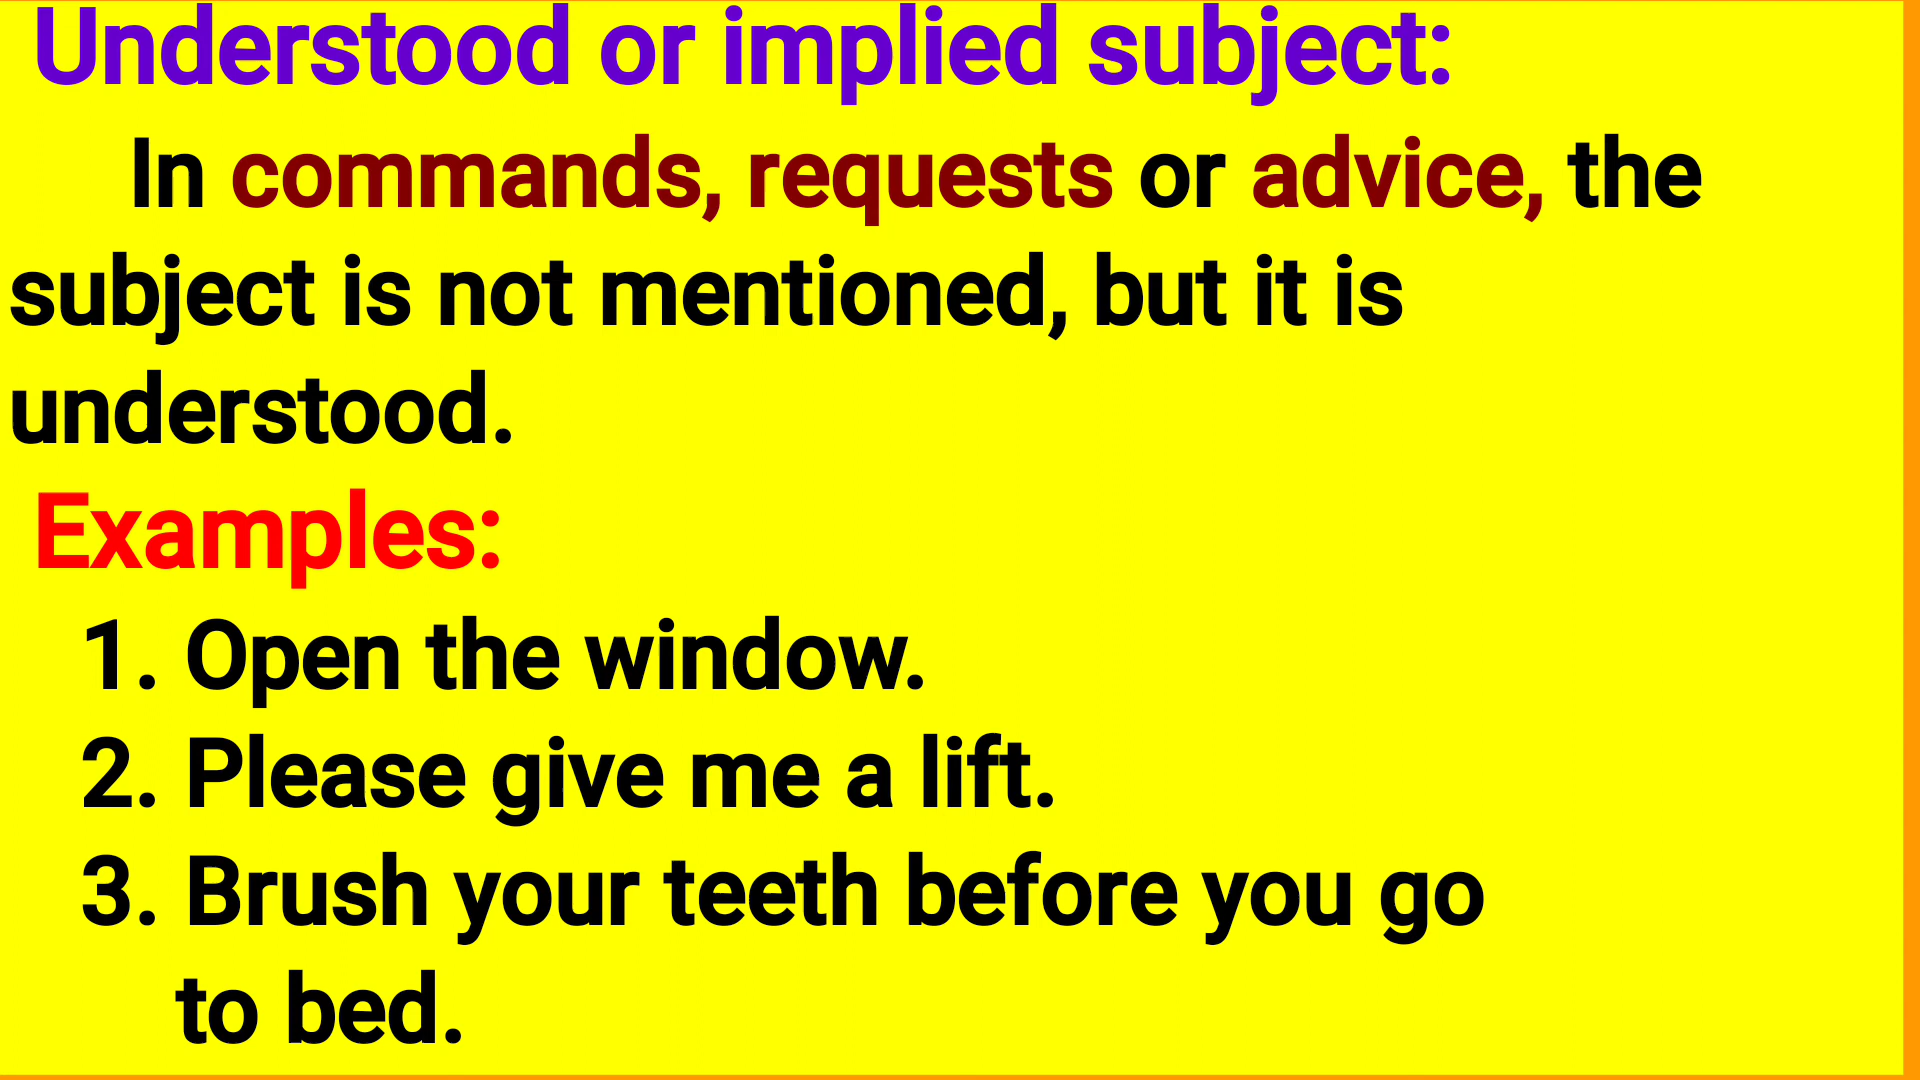 Understood or implied subject:
In commands, requests or advice, the
subject is not mentioned, but it is
understood.
Examples:
1. Open the window.
2. Please give me a lift.
3. Brush your teeth before you go
to bed.